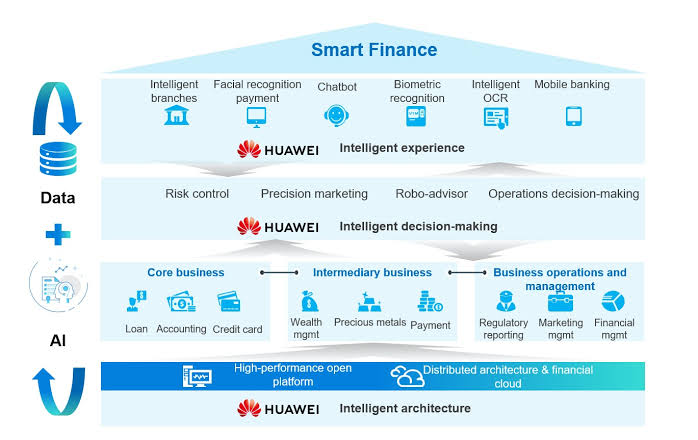 Smart Finance
Intelligent
branches
Facial recognition
payment
Chatbot
Biometric
recognition
Intelligent
OCR
Mobile banking
VTM
HUAWEI Intelligent experience
Data
Risk control Precision marketing Robo-advisor Operations decision-making
HUAWEI Intelligent decision-making
+
Core business
Intermediary business
Business operations and
management
Loan Accounting Credit card
Wealth
mgmt
Precious metals
Payment
Regulatory
reporting
Marketing
mgmt
Financial
mgmt
AI
High-performance open
platform
Distributed architecture & financial
cloud
HUAWEI Intelligent architecture